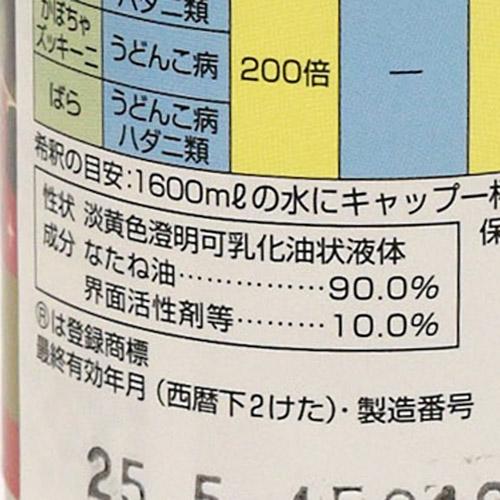 ハダニ類
かぼちゃ
ズッキーニ
うどんこ病
200倍
―
ばら
うどんこ病
ハダニ類
希釈の目安:1600mℓの水にキャップ一
保
性状 淡黄色澄明可乳化油状液体
成分 なたね油……………90.0%
界面活性剤等………10.0%
®は登録商標
最終有効年月(西暦下2けた)・製造番号
25.5